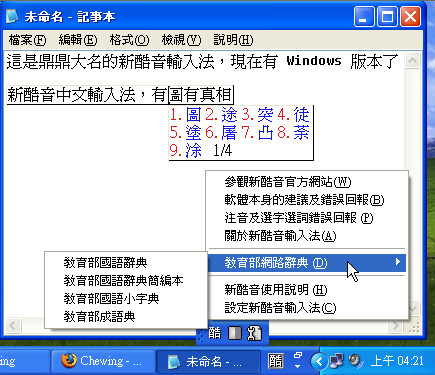 未命名 - 記事本
檔案(F) 編輯(E) 格式(O) 檢視(V) 說明(H)
這是鼎鼎大名的新酷音輸入法，現在有 Windows 版本了
新酷音中文輸入法，有圖有真相
1.圖 2.途 3.突 4.徒
5.塗 6.屠 7.凸 8.荼
9.涂 1/4
參觀新酷音官方網站(W)
軟體本身的建議及錯誤回報(B)
注音及選字選詞錯誤回報 (P)
關於新酷音輸入法(A)
教育部網路辭典 (D)
新酷音使用說明 (H)
設定新酷音輸入法(C)
教育部國語辭典
教育部國語辭典簡編本
教育部國語小字典
教育部成語典
酷
ing
Chewing - ...
未命名 - ...
酷
上午 04:21